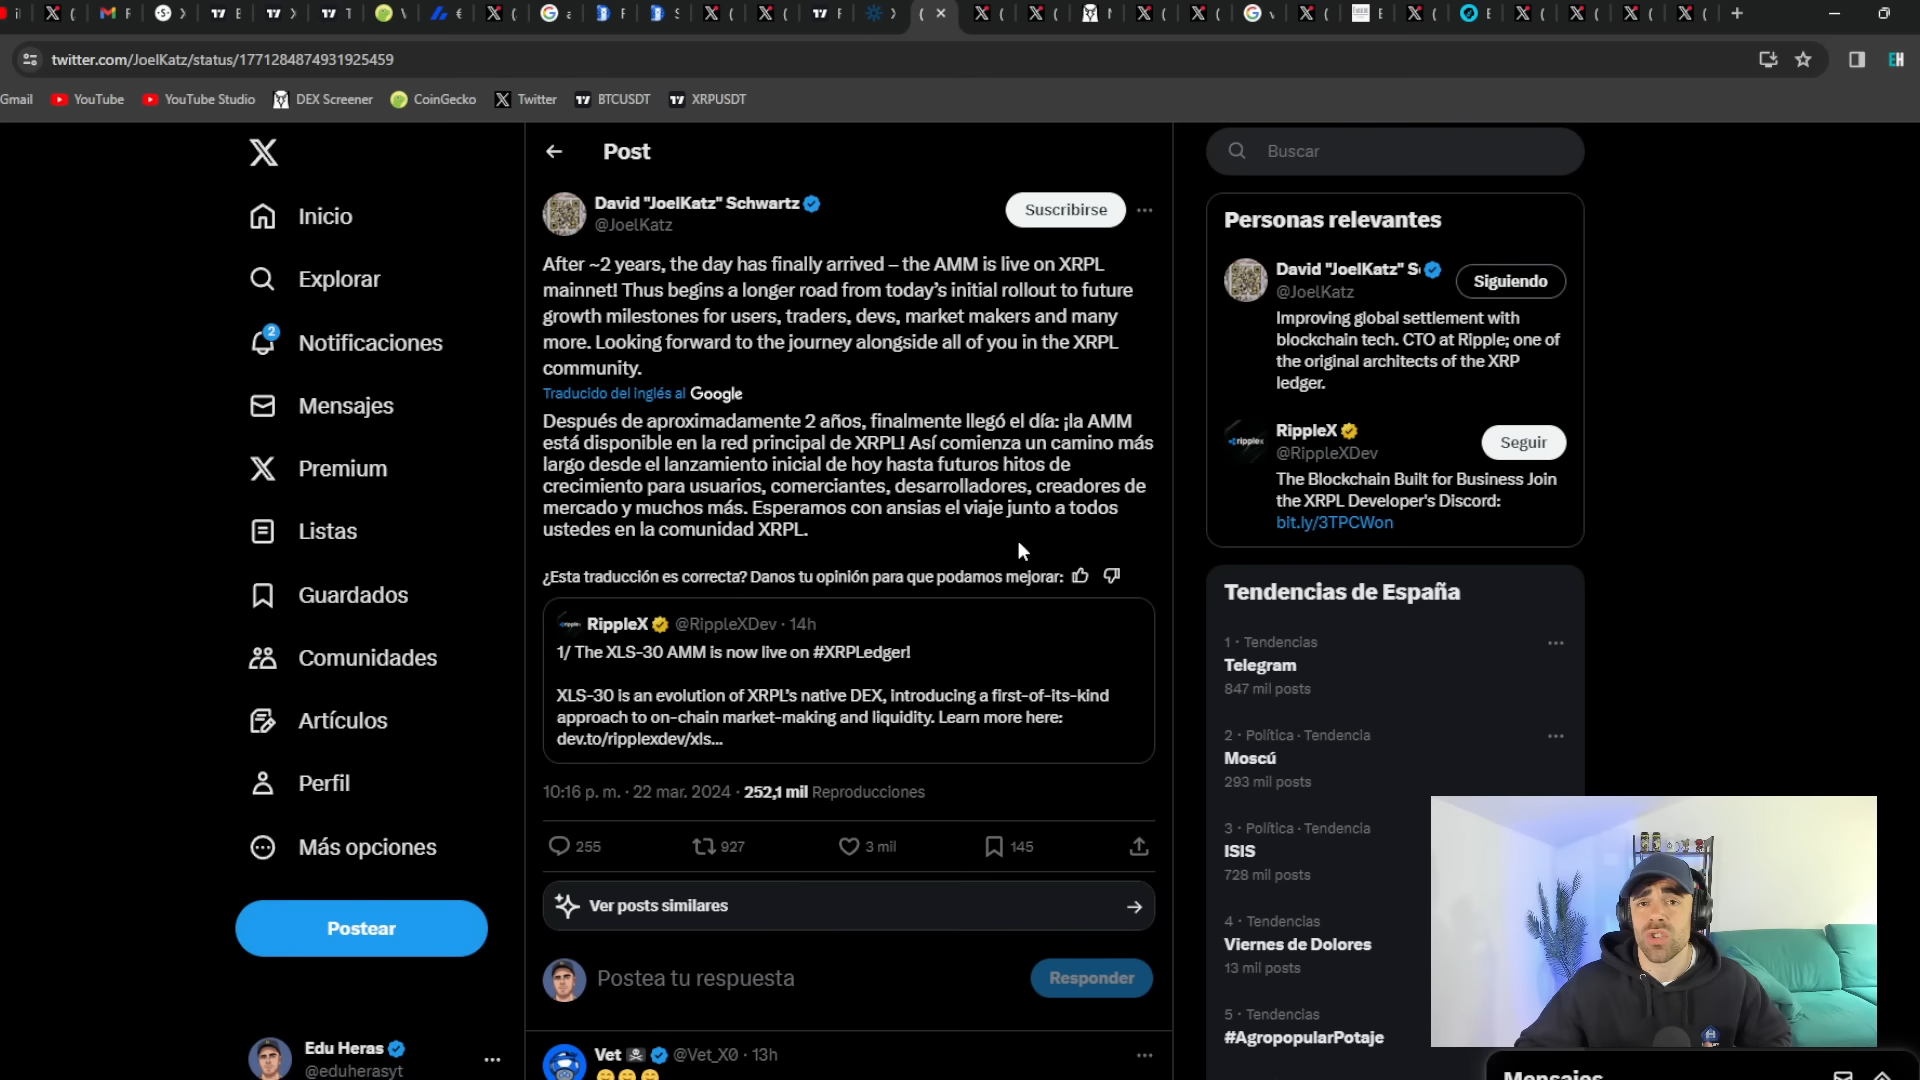 twitter.com/JoelKatz/status/1771284874931925459
Gmail
YouTube
YouTube Studio
DEX Screener
CoinGecko
Twitter
BTCUSDT
XRPUSDT
Inicio
Explorar
2
Notificaciones
Mensajes
Premium
Listas
Guardados
Comunidades
Artículos
Perfil
Más opciones
Postear
Edu Heras
@eduherasyt
Post
David "JoelKatz" Schwartz
@JoelKatz
Suscribirse
After ~2 years, the day has finally arrived – the AMM is live on XRPL
mainnet! Thus begins a longer road from today's initial rollout to future
growth milestones for users, traders, devs, market makers and many
more. Looking forward to the journey alongside all of you in the XRPL
community.
Traducido del inglés al Google
Después de aproximadamente 2 años, finalmente llegó el día: ¡la AMM
está disponible en la red principal de XRPL! Así comienza un camino más
largo desde el lanzamiento inicial de hoy hasta futuros hitos de
crecimiento para usuarios, comerciantes, desarrolladores, creadores de
mercado y muchos más. Esperamos con ansias el viaje junto a todos
ustedes en la comunidad XRPL.
¿Esta traducción es correcta? Danos tu opinión para que podamos mejorar:
RippleX @RippleXDev · 14h
1/ The XLS-30 AMM is now live on #XRPLedger!
XLS-30 is an evolution of XRPL's native DEX, introducing a first-of-its-kind
approach to on-chain market-making and liquidity. Learn more here:
dev.to/ripplexdev/xls...
10:16 p. m. · 22 mar. 2024 · 252,1 mil Reproducciones
255
927
3 mil
145
Ver posts similares
Postea tu respuesta
Responder
Vet @Vet_X0 · 13h
Buscar
Personas relevantes
David "JoelKatz" S
@JoelKatz
Siguiendo
Improving global settlement with
blockchain tech. CTO at Ripple; one of
the original architects of the XRP
ledger.
RippleX
@RippleXDev
Seguir
The Blockchain Built for Business Join
the XRPL Developer's Discord:
bit.ly/3TPCWon
Tendencias de España
1 · Tendencias
Telegram
847 mil posts
2 · Política · Tendencia
Moscú
293 mil posts
3 · Política · Tendencia
ISIS
728 mil posts
4 · Tendencias
Viernes de Dolores
13 mil posts
5 · Tendencias
#AgropopularPotaje
Mensajes